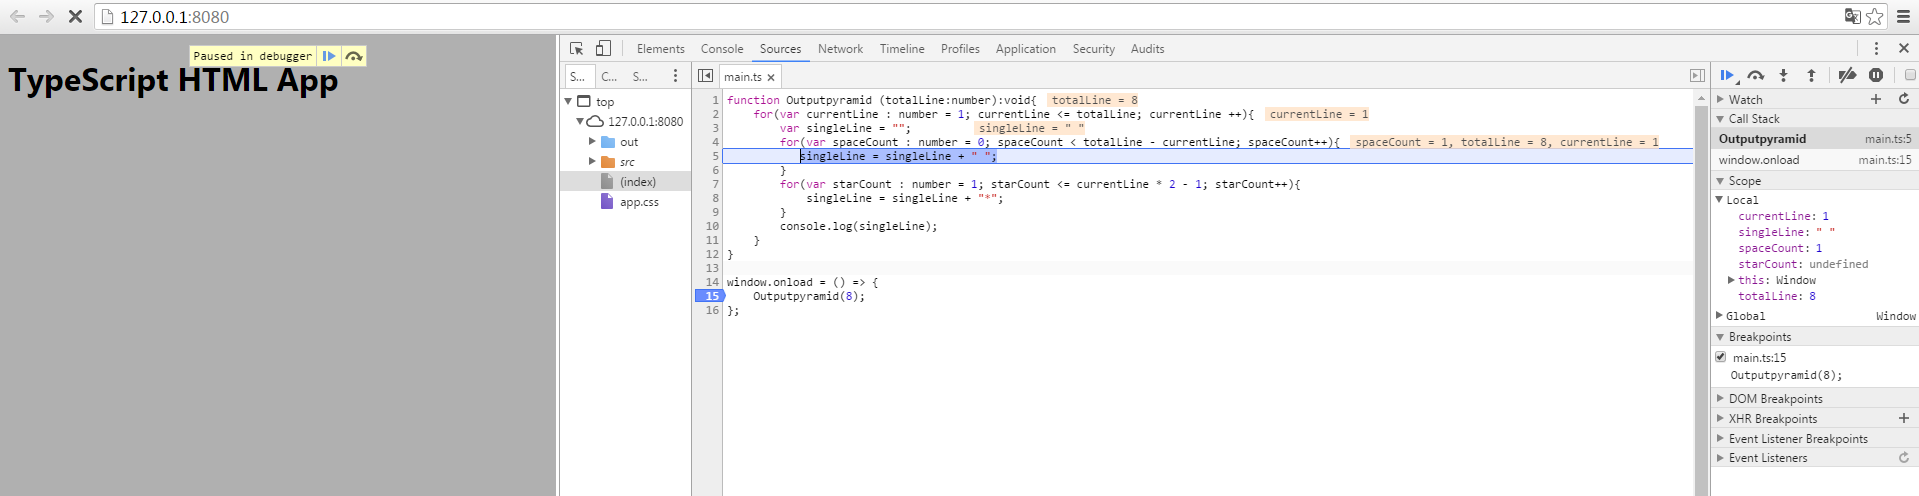 127.0.0.1:8080
Paused in debugger
TypeScript HTML App
Elements Console Sources Network Timeline Profiles Application Security Audits
S... C... S...
top
127.0.0.1:8080
out
src
(index)
app.css
main.ts
1 function Outputpyramid (totalLine:number):void{ totalLine = 8
2 for(var currentLine : number = 1; currentLine <= totalLine; currentLine ++){ currentLine = 1
3 var singleLine = ""; singleLine = " "
4 for(var spaceCount : number = 0; spaceCount < totalLine - currentLine; spaceCount++){ spaceCount = 1, totalLine = 8, currentLine = 1
5 singleLine = singleLine + " ";
6 }
7 for(var starCount : number = 1; starCount <= currentLine * 2 - 1; starCount++){
8 singleLine = singleLine + "*";
9 }
10 console.log(singleLine);
11 }
12 }
13
14 window.onload = () => {
15 Outputpyramid(8);
16 };
Watch
Call Stack
Outputpyramid main.ts:5
window.onload main.ts:15
Scope
Local
currentLine: 1
singleLine: " "
spaceCount: 1
starCount: undefined
this: Window
totalLine: 8
Global Window
Breakpoints
main.ts:15
Outputpyramid(8);
DOM Breakpoints
XHR Breakpoints
Event Listener Breakpoints
Event Listeners